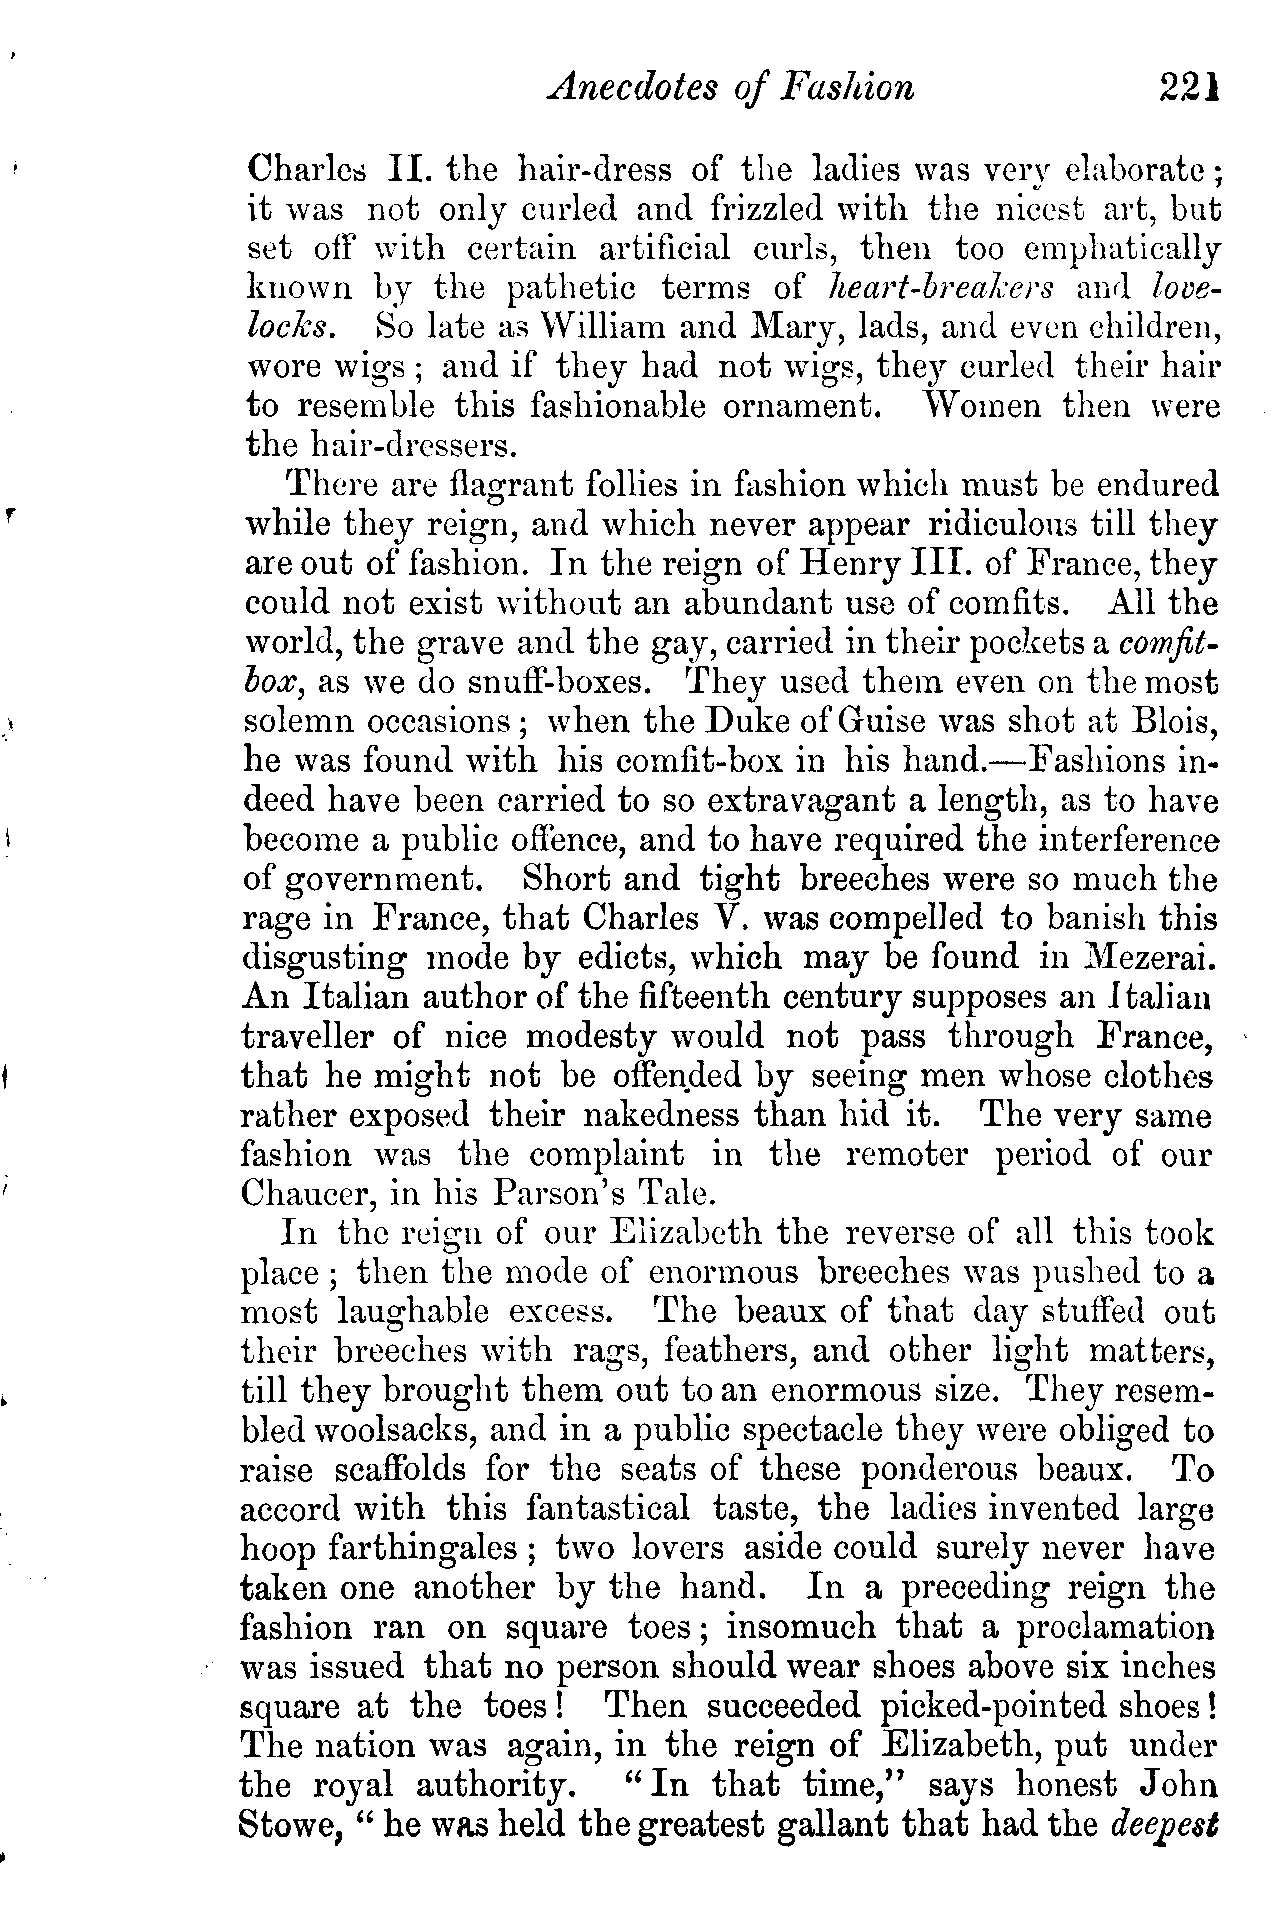 Anecdotes of Fashion 221
Charles II. the hair-dress of the ladies was very elaborate;
it was not only curled and frizzled with the nicest art, but
set off with certain artificial curls, then too emphatically
known by the pathetic terms of heart-breakers and love-
locks. So late as William and Mary, lads, and even children,
wore wigs; and if they had not wigs, they curled their hair
to resemble this fashionable ornament. Women then were
the hair-dressers.
There are flagrant follies in fashion which must be endured
while they reign, and which never appear ridiculous till they
are out of fashion. In the reign of Henry III. of France, they
could not exist without an abundant use of comfits. All the
world, the grave and the gay, carried in their pockets a comfit-
box, as we do snuff-boxes. They used them even on the most
solemn occasions; when the Duke of Guise was shot at Blois,
he was found with his comfit-box in his hand.—Fashions in-
deed have been carried to so extravagant a length, as to have
become a public offence, and to have required the interference
of government. Short and tight breeches were so much the
rage in France, that Charles V. was compelled to banish this
disgusting mode by edicts, which may be found in Mezerai.
An Italian author of the fifteenth century supposes an Italian
traveller of nice modesty would not pass through France,
that he might not be offended by seeing men whose clothes
rather exposed their nakedness than hid it. The very same
fashion was the complaint in the remoter period of our
Chaucer, in his Parson's Tale.
In the reign of our Elizabeth the reverse of all this took
place; then the mode of enormous breeches was pushed to a
most laughable excess. The beaux of that day stuffed out
their breeches with rags, feathers, and other light matters,
till they brought them out to an enormous size. They resem-
bled woolsacks, and in a public spectacle they were obliged to
raise scaffolds for the seats of these ponderous beaux. To
accord with this fantastical taste, the ladies invented large
hoop farthingales; two lovers aside could surely never have
taken one another by the hand. In a preceding reign the
fashion ran on square toes; insomuch that a proclamation
was issued that no person should wear shoes above six inches
square at the toes! Then succeeded picked-pointed shoes!
The nation was again, in the reign of Elizabeth, put under
the royal authority. "In that time," says honest John
Stowe, "he was held the greatest gallant that had the deepest